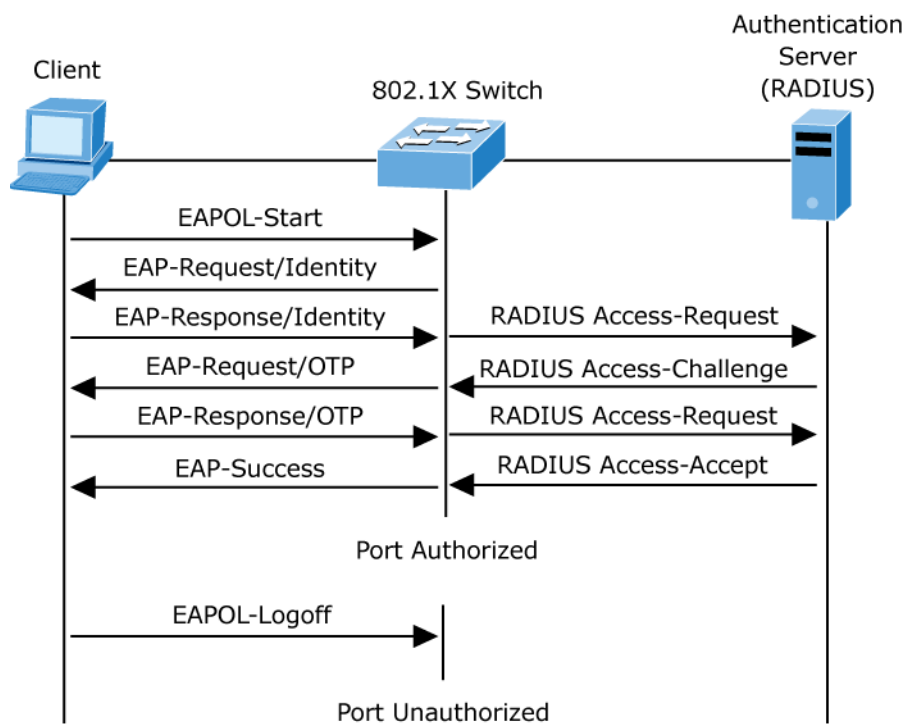 Authentication
Server
(RADIUS)
Client
802.1X Switch
EAPOL-Start
EAP-Request/Identity
EAP-Response/Identity
RADIUS Access-Request
EAP-Request/OTP
RADIUS Access-Challenge
EAP-Response/OTP
RADIUS Access-Request
EAP-Success
RADIUS Access-Accept
Port Authorized
EAPOL-Logoff
Port Unauthorized